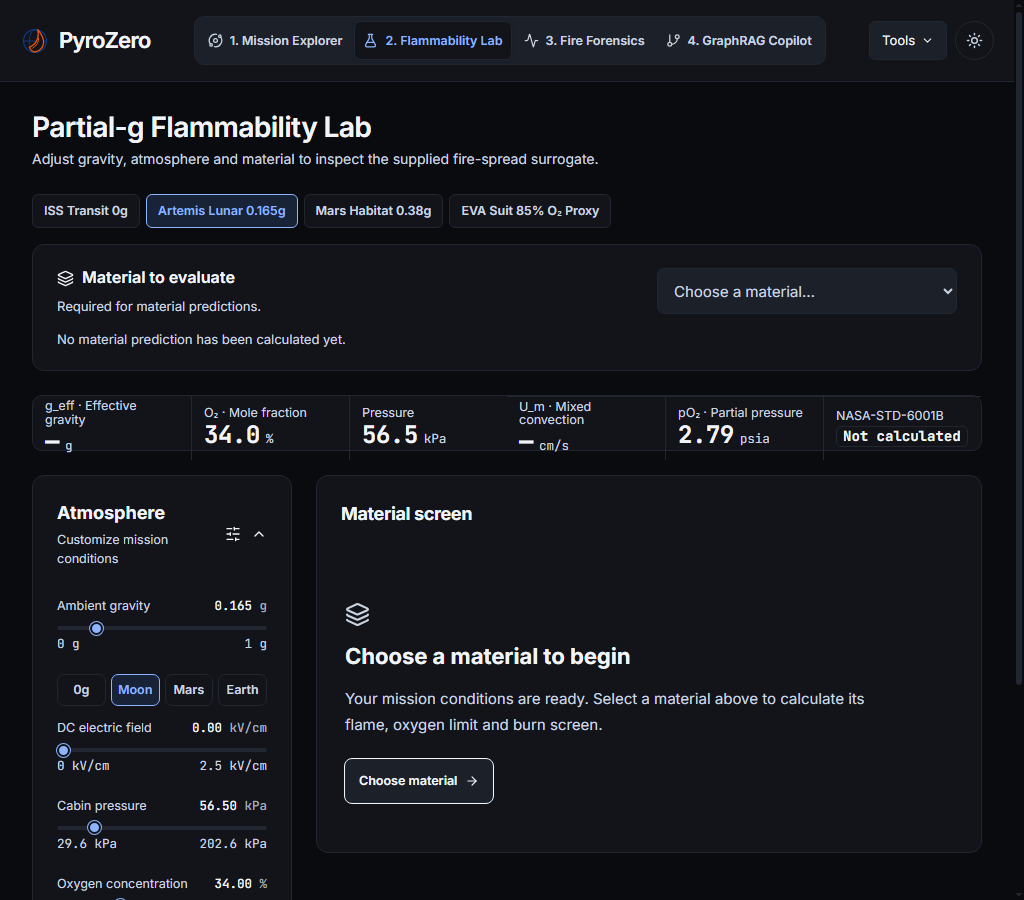 PyroZero
1. Mission Explorer
2. Flammability Lab
3. Fire Forensics
4. GraphRAG Copilot
Tools
Partial-g Flammability Lab
Adjust gravity, atmosphere and material to inspect the supplied fire-spread surrogate.
ISS Transit 0g
Artemis Lunar 0.165g
Mars Habitat 0.38g
EVA Suit 85% O₂ Proxy
Material to evaluate
Required for material predictions.
No material prediction has been calculated yet.
Choose a material...
g_eff · Effective
gravity
— g
O₂ · Mole fraction
34.0 %
Pressure
56.5 kPa
U_m · Mixed
convection
— cm/s
pO₂ · Partial pressure
2.79 psia
NASA-STD-6001B
Not calculated
Atmosphere
Customize mission
conditions
Ambient gravity 0.165 g
0 g 1 g
0g Moon Mars Earth
DC electric field 0.00 kV/cm
0 kV/cm 2.5 kV/cm
Cabin pressure 56.50 kPa
29.6 kPa 202.6 kPa
Oxygen concentration 34.00 %
Material screen
Choose a material to begin
Your mission conditions are ready. Select a material above to calculate its
flame, oxygen limit and burn screen.
Choose material →